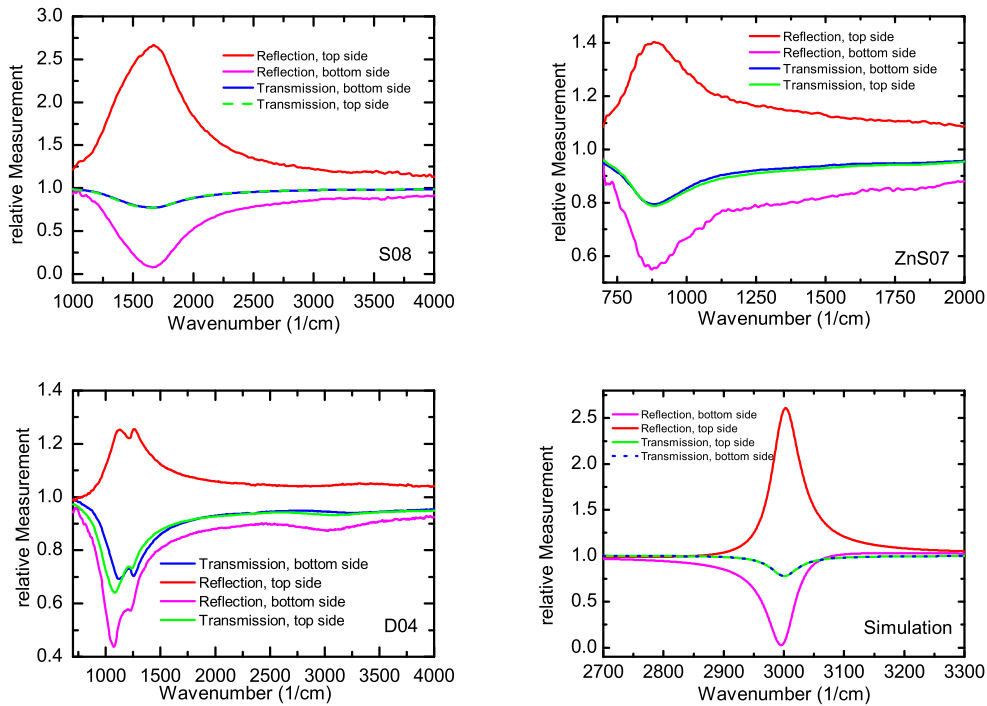 3.0
2.5
2.0
1.5
1.0
0.5
0.0
relative Measurement
Reflection, top side
Reflection, bottom side
Transmission, bottom side
Transmission, top side
S08
1000 1500 2000 2500 3000 3500 4000
Wavenumber (1/cm)
1.4
1.2
1.0
0.8
0.6
relative Measurement
Reflection, top side
Reflection, bottom side
Transmission, bottom side
Transmission, top side
ZnS07
750 1000 1250 1500 1750 2000
Wavenumber (1/cm)
1.4
1.2
1.0
0.8
0.6
0.4
relative Measurement
Transmission, bottom side
Reflection, top side
Reflection, bottom side
Transmission, top side
D04
1000 1500 2000 2500 3000 3500 4000
Wavenumber (1/cm)
2.5
2.0
1.5
1.0
0.5
0.0
relative Measurement
Reflection, bottom side
Reflection, top side
Transmission, top side
Transmission, bottom side
Simulation
2700 2800 2900 3000 3100 3200 3300
Wavenumber (1/cm)